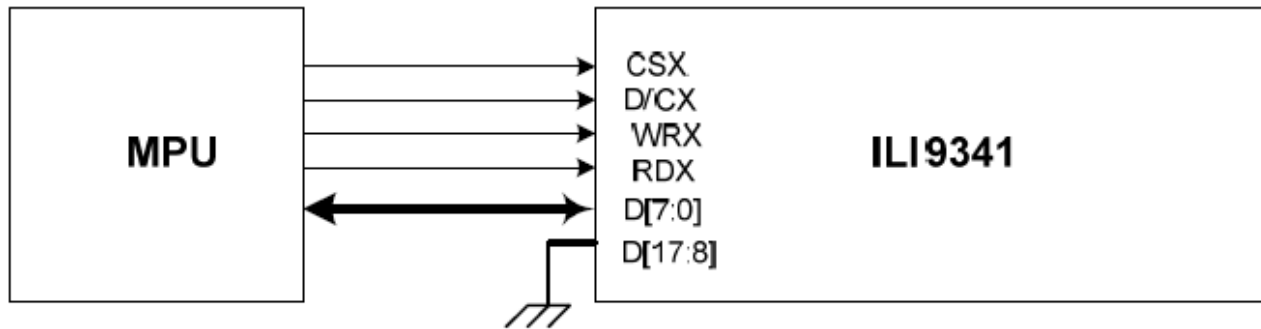 MPU
CSX
D/CX
WRX
RDX
D[7:0]
D[17:8]
ILI9341